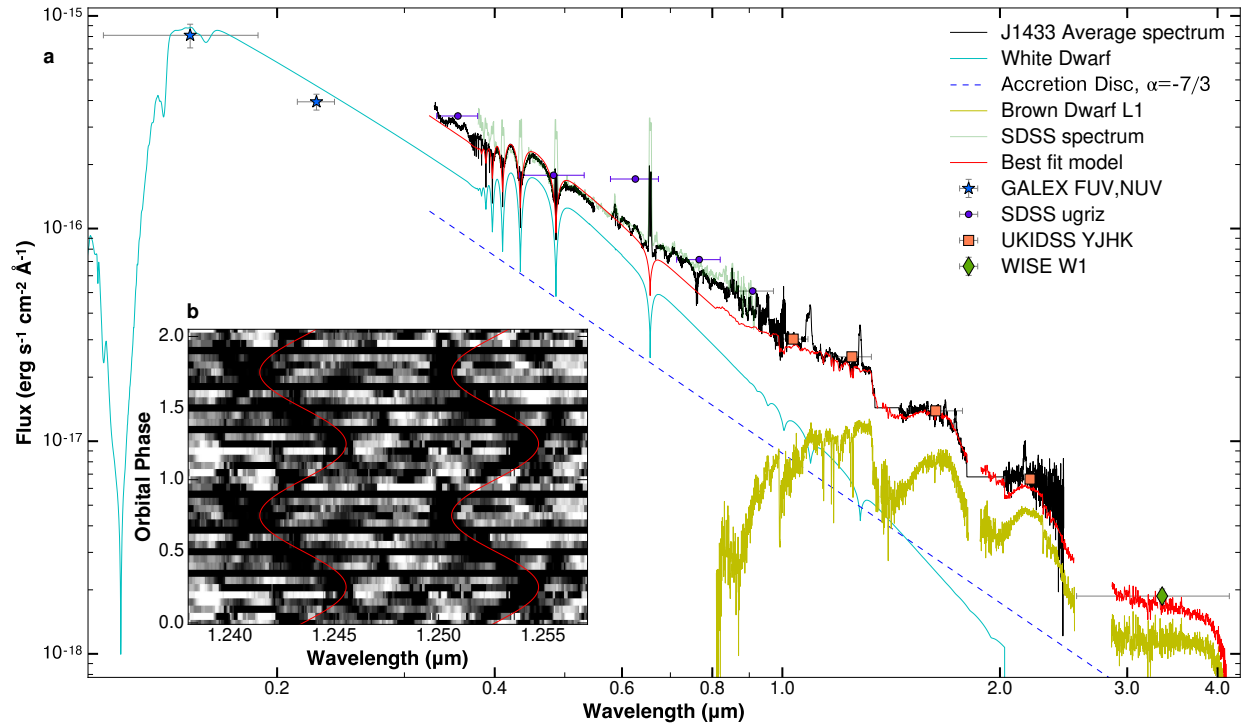 a
Flux (erg s⁻¹ cm⁻² Å⁻¹)
10⁻¹⁵
10⁻¹⁶
10⁻¹⁷
10⁻¹⁸
J1433 Average spectrum
White Dwarf
Accretion Disc, α=-7/3
Brown Dwarf L1
SDSS spectrum
Best fit model
GALEX FUV,NUV
SDSS ugriz
UKIDSS YJHK
WISE W1
b
Orbital Phase
2.0
1.5
1.0
0.5
0.0
1.240 1.245 1.250 1.255
Wavelength (μm)
0.2 0.4 0.6 0.8 1.0 2.0 3.0 4.0
Wavelength (μm)